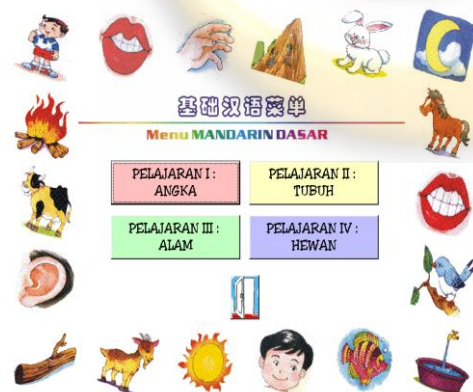 基础汉语菜单
Menu MANDARIN DASAR
PELAJARAN I :
ANGKA
PELAJARAN II :
TUBUH
PELAJARAN III :
ALAM
PELAJARAN IV :
HEWAN